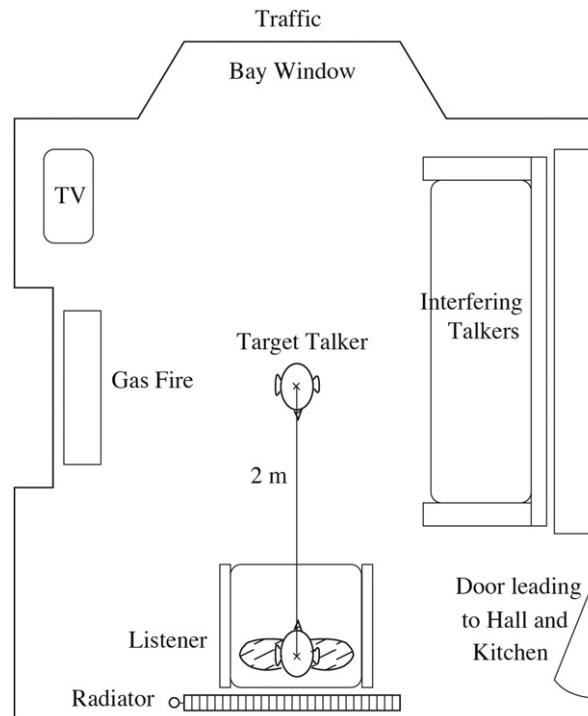 Traffic
Bay Window
TV
Interfering
Talkers
Target Talker
Gas Fire
2 m
Door leading
to Hall and
Kitchen
Listener
Radiator